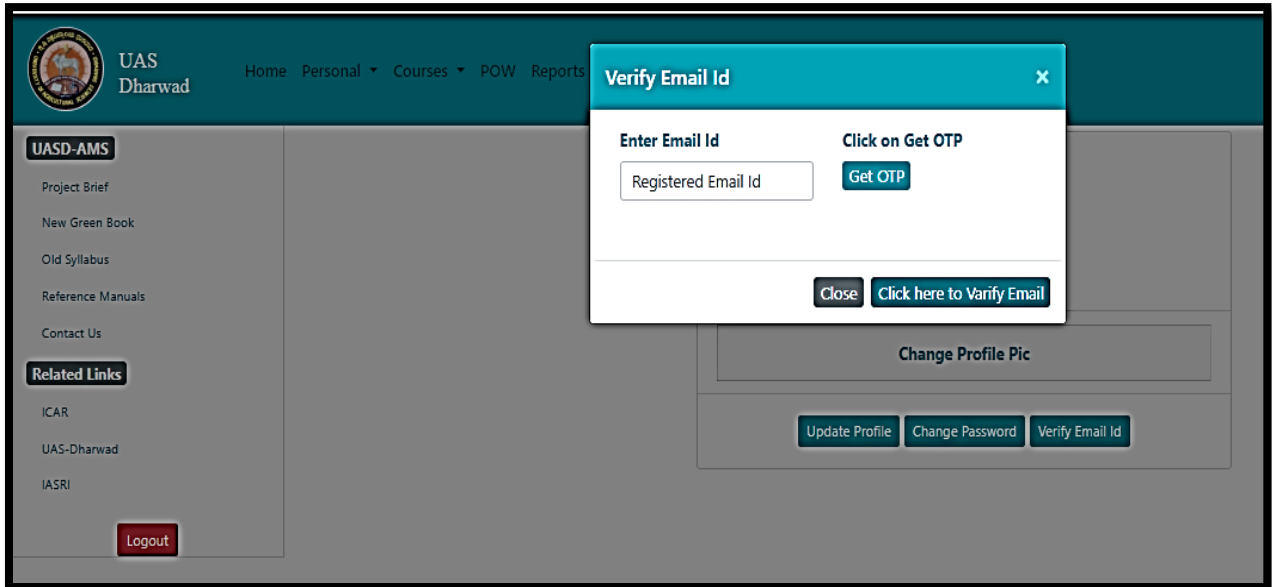 UAS
Dharwad
Home Personal Courses POW Reports
Verify Email Id ×
Enter Email Id Click on Get OTP
Registered Email Id Get OTP
Close Click here to Varify Email
UASD-AMS
Project Brief
New Green Book
Old Syllabus
Reference Manuals
Contact Us
Related Links
ICAR
UAS-Dharwad
IASRI
Logout
Change Profile Pic
Update Profile Change Password Verify Email Id